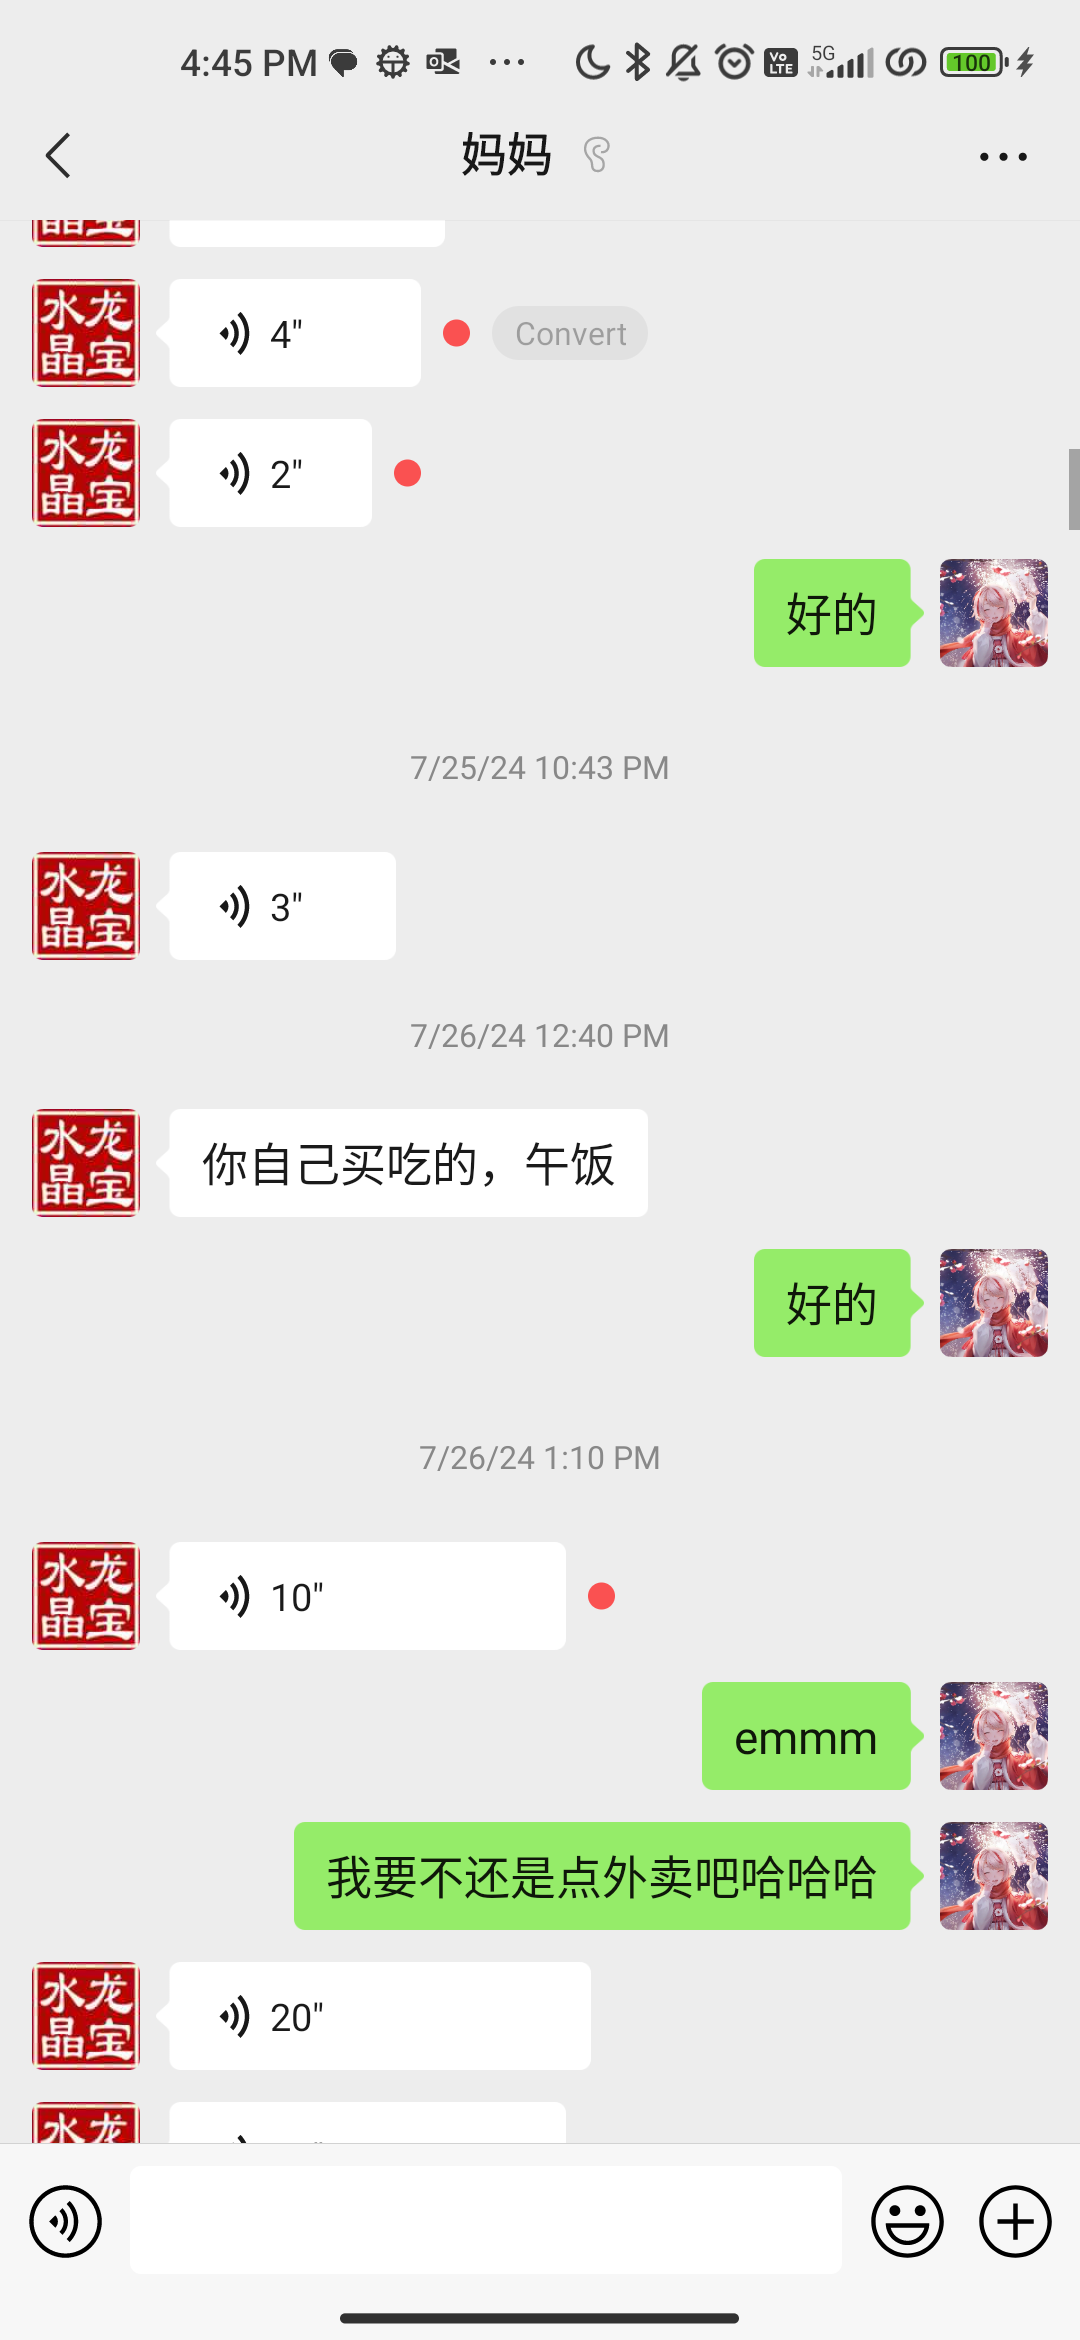 4:45 PM
5G
Vo
LTE
100
妈妈
水龙
晶宝
4"
Convert
水龙
晶宝
2"
好的
7/25/24 10:43 PM
水龙
晶宝
3"
7/26/24 12:40 PM
水龙
晶宝
你自己买吃的，午饭
好的
7/26/24 1:10 PM
水龙
晶宝
10"
emmm
我要不还是点外卖吧哈哈哈
水龙
晶宝
20"
水龙